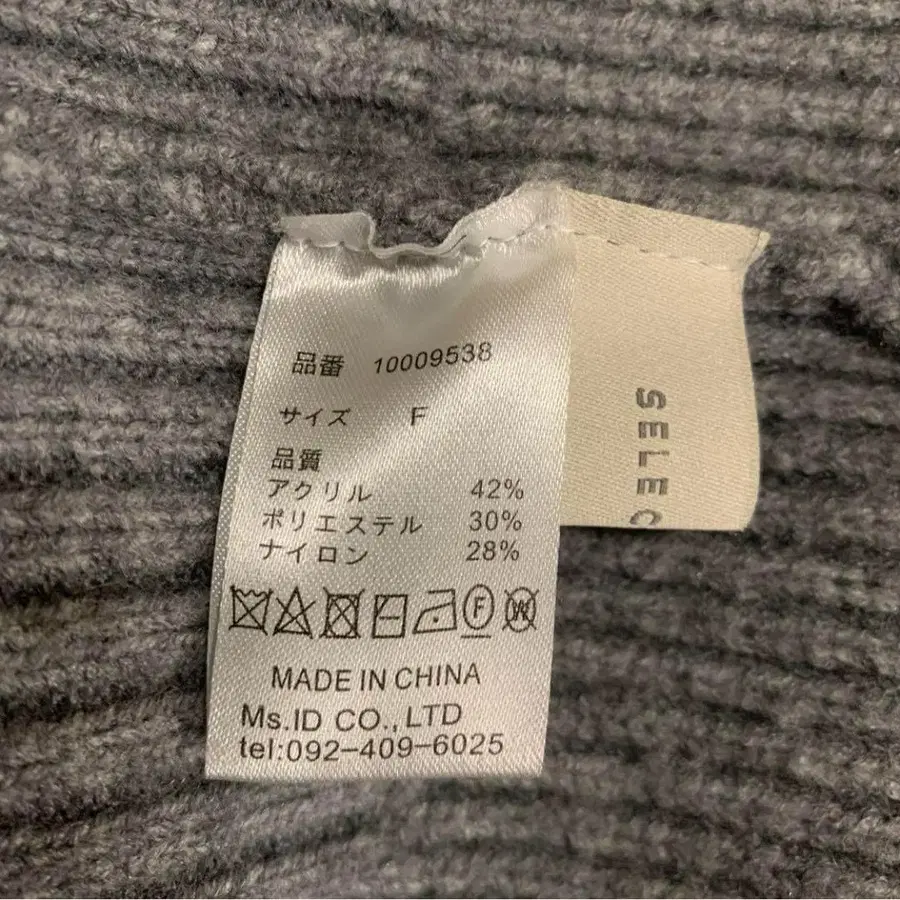 品番 10009538
サイズ F
品質
アクリル 42%
ポリエステル 30%
ナイロン 28%
F W
MADE IN CHINA
Ms.ID CO.,LTD
tel:092-409-6025
SELEC